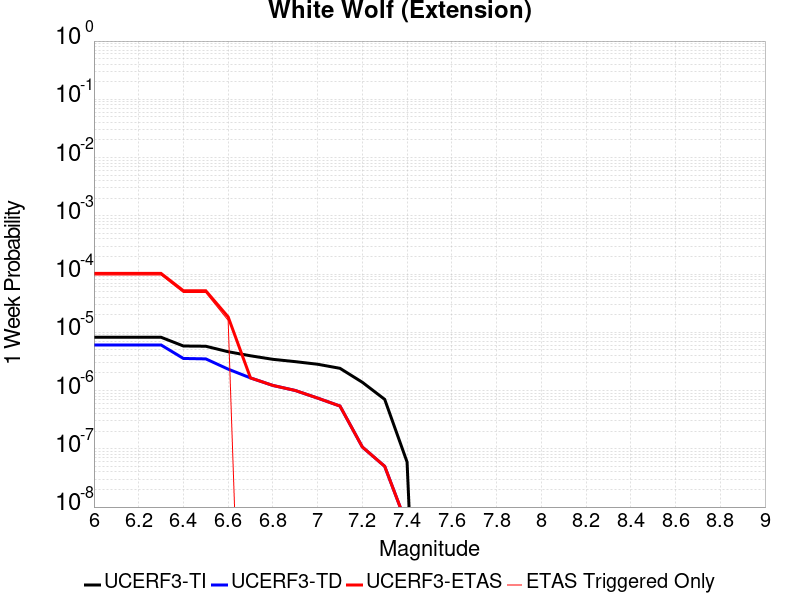 White Wolf (Extension)
1 Week Probability
10^0
10^-1
10^-2
10^-3
10^-4
10^-5
10^-6
10^-7
10^-8
6 6.2 6.4 6.6 6.8 7 7.2 7.4 7.6 7.8 8 8.2 8.4 8.6 8.8 9
Magnitude
UCERF3-TI UCERF3-TD UCERF3-ETAS ETAS Triggered Only